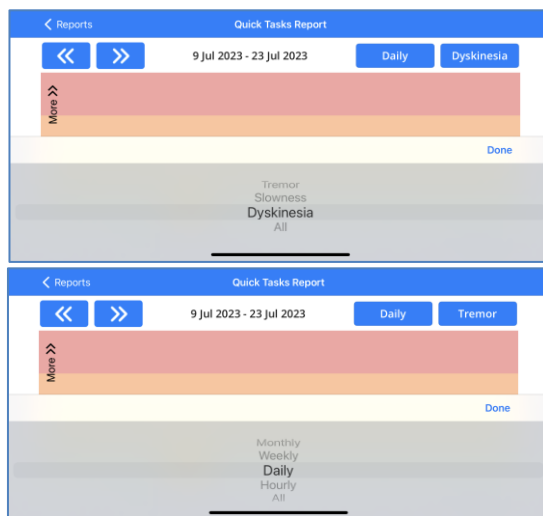 Reports Quick Tasks Report
9 Jul 2023 - 23 Jul 2023 Daily Dyskinesia
More >>
Done
Tremor
Slowness
Dyskinesia
All
Reports Quick Tasks Report
9 Jul 2023 - 23 Jul 2023 Daily Tremor
More >>
Done
Monthly
Weekly
Daily
Hourly
All